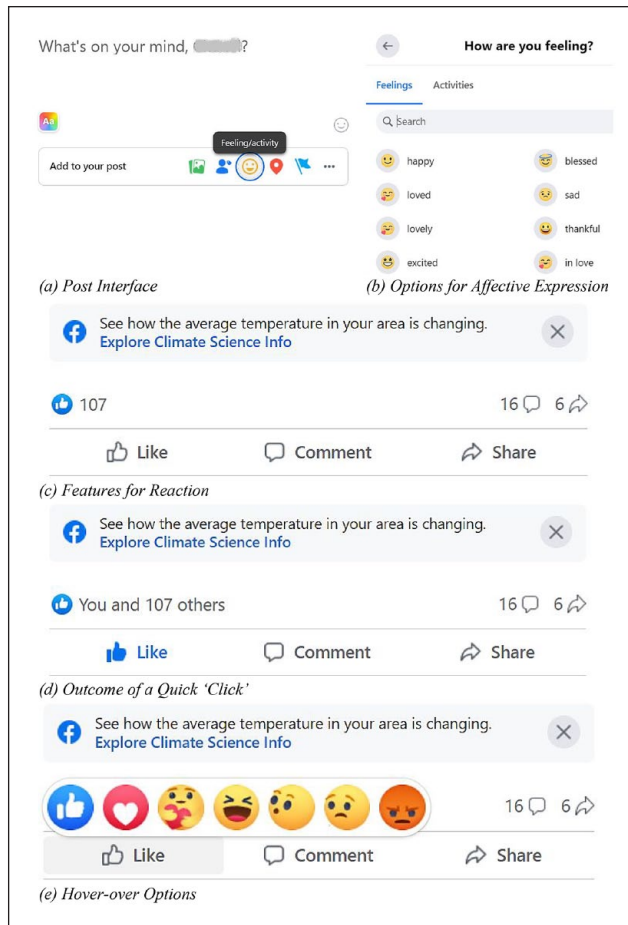 What's on your mind, ?
Aa
Feeling/activity
Add to your post
(a) Post Interface
How are you feeling?
Feelings Activities
Search
happy blessed
loved sad
lovely thankful
excited in love
(b) Options for Affective Expression
See how the average temperature in your area is changing.
Explore Climate Science Info
107 16 6
Like Comment Share
(c) Features for Reaction
See how the average temperature in your area is changing.
Explore Climate Science Info
You and 107 others 16 6
Like Comment Share
(d) Outcome of a Quick ‘Click’
See how the average temperature in your area is changing.
Explore Climate Science Info
16 6
Like Comment Share
(e) Hover-over Options